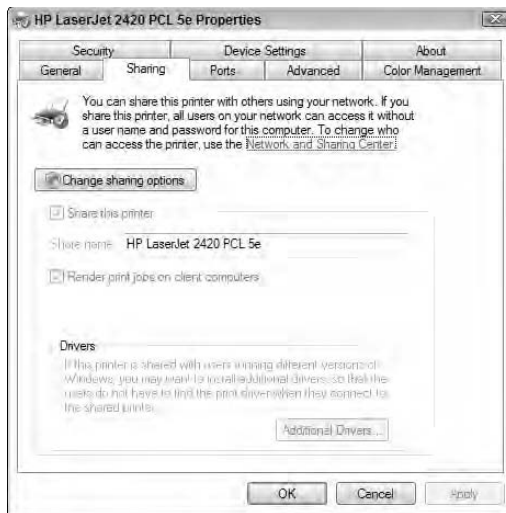 HP LaserJet 2420 PCL 5e Properties
Security Device Settings About
General Sharing Ports Advanced Color Management
You can share this printer with others using your network. If you
share this printer, all users on your network can access it without
a user name and password for this computer. To change who
can access the printer, use the Network and Sharing Center.
Change sharing options
Share this printer
Share name: HP LaserJet 2420 PCL 5e
Render print jobs on client computers
Drivers
If this printer is shared with users running different versions of
Windows, you may want to install additional drivers, so that the
users do not have to find the print driver when they connect to
the shared printer.
Additional Drivers...
OK Cancel Apply